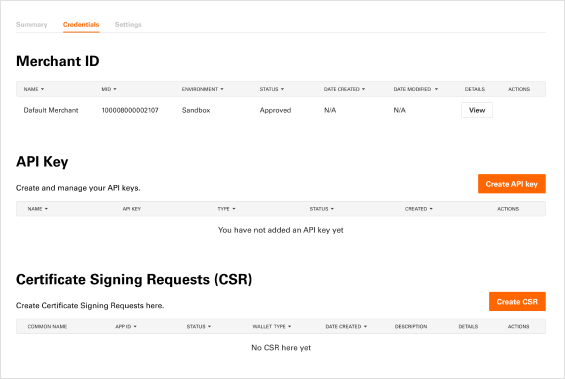 Summary Credentials Settings
Merchant ID
NAME MID ENVIRONMENT STATUS DATE CREATED DATE MODIFIED DETAILS ACTIONS
Dafault Merchant 100008000002107 Sandbox Approved N/A N/A View
API Key
Create API key
Create and manage your API keys.
NAME API KEY TYPE STATUS CREATED ACTIONS
You have not added an API key yet
Certificate Signing Requests (CSR)
Create CSR
Create Certificate Signing Requests here.
COMMON NAME APP ID STATUS WALLET TYPE DATE CREATED DESCRIPTION DETAILS ACTIONS
No CSR here yet